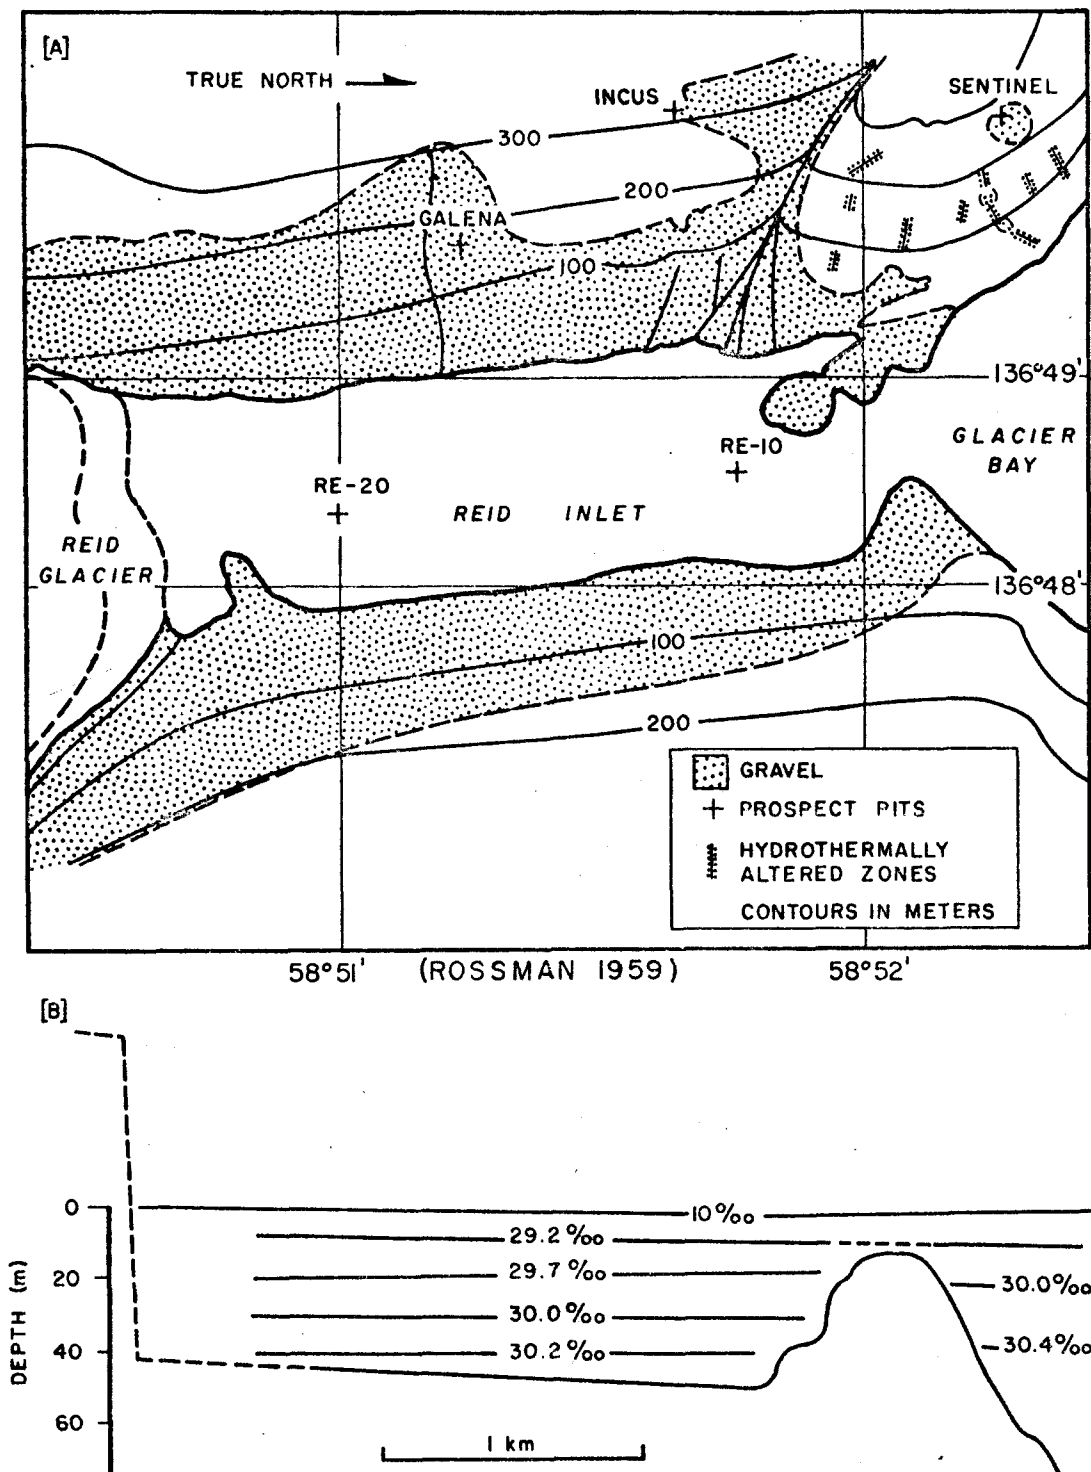 [A]
TRUE NORTH
INCUS
SENTINEL
300
200
GALENA
100
136°49'
GLACIER
BAY
RE-10
RE-20
REID INLET
REID
GLACIER
136°48'
100
200
GRAVEL
PROSPECT PITS
HYDROTHERMALLY
ALTERED ZONES
CONTOURS IN METERS
58°51' (ROSSMAN 1959) 58°52'
[B]
0
10‰
29.2‰
20
29.7‰
30.0‰
30.0‰
40
30.2‰
30.4‰
60
DEPTH (m)
1 km